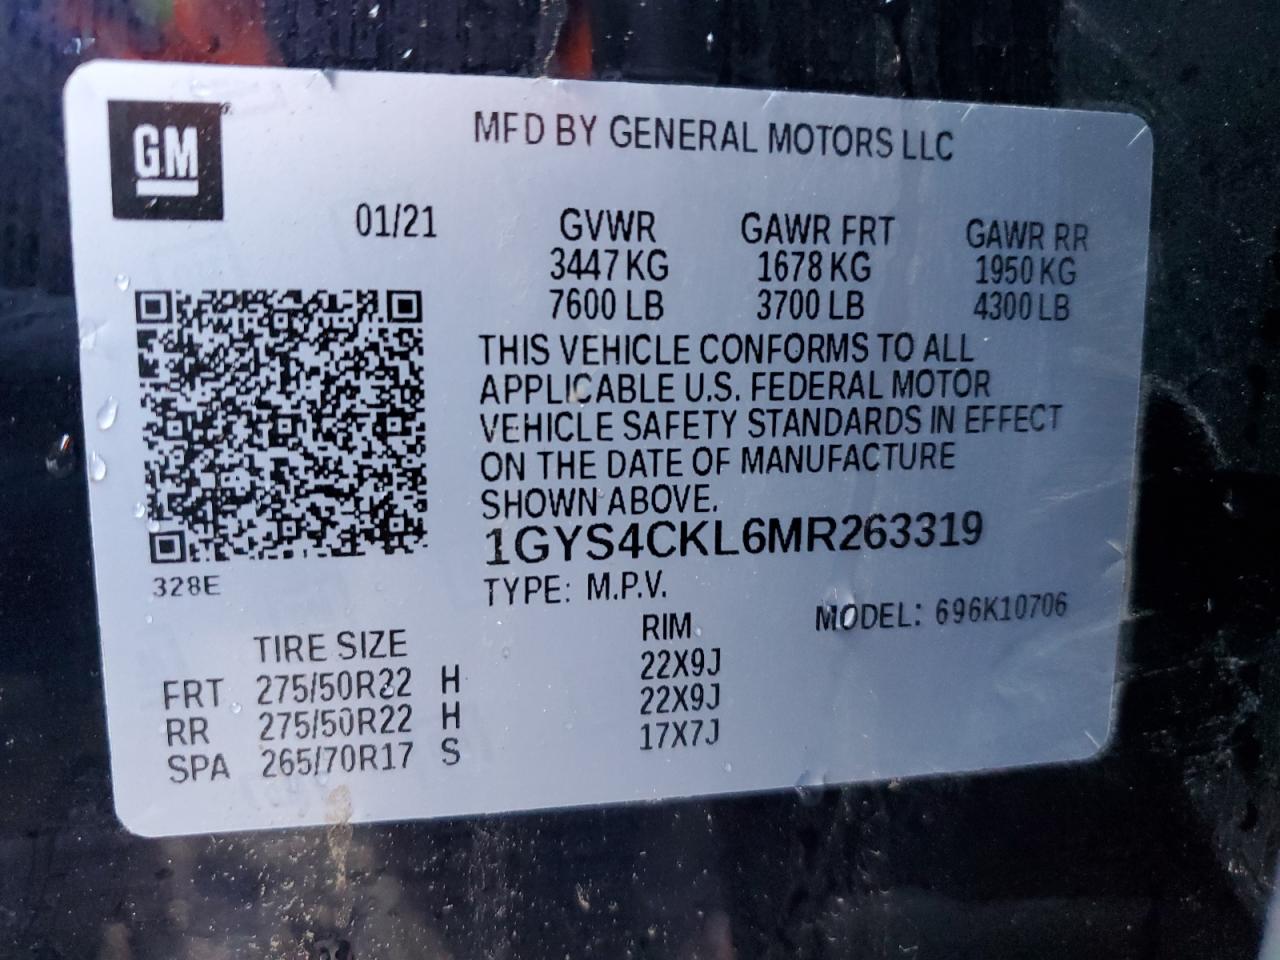 GM
MFD BY GENERAL MOTORS LLC
01/21 GVWR GAWR FRT GAWR RR
3447 KG 1678 KG 1950 KG
7600 LB 3700 LB 4300 LB
THIS VEHICLE CONFORMS TO ALL
APPLICABLE U.S. FEDERAL MOTOR
VEHICLE SAFETY STANDARDS IN EFFECT
ON THE DATE OF MANUFACTURE
SHOWN ABOVE.
1GYS4CKL6MR263319
328E
TYPE: M.P.V. MODEL: 696K10706
TIRE SIZE RIM
FRT 275/50R22 H 22X9J
RR 275/50R22 H 22X9J
SPA 265/70R17 S 17X7J